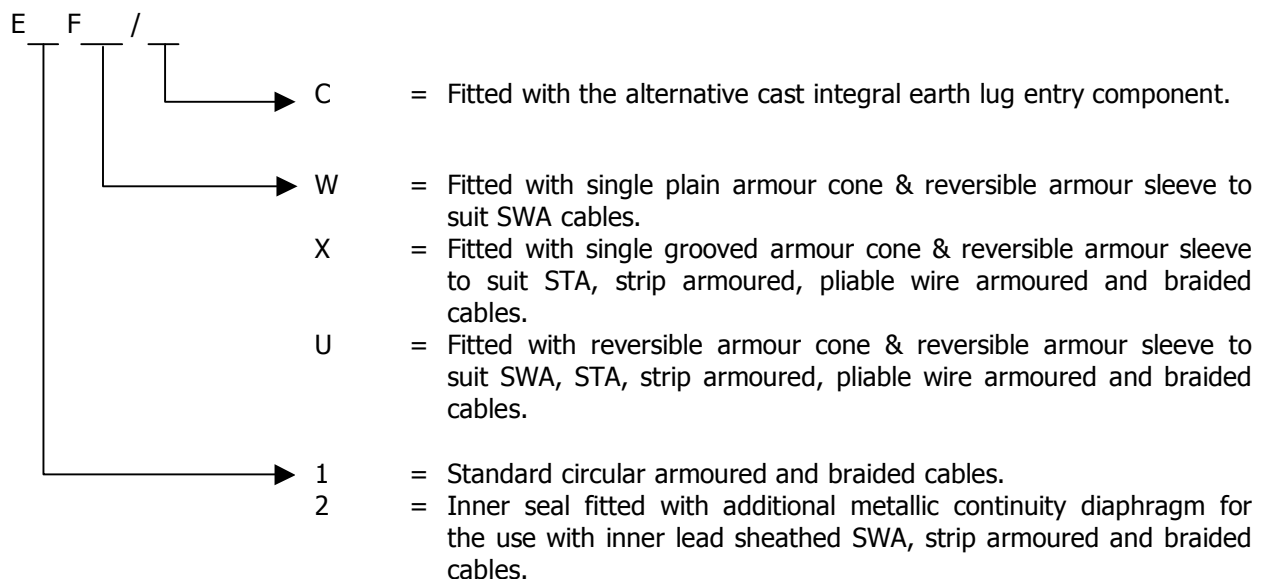 E__ F__ / __
C = Fitted with the alternative cast integral earth lug entry component.
W = Fitted with single plain armour cone & reversible armour sleeve to
suit SWA cables.
X = Fitted with single grooved armour cone & reversible armour sleeve
to suit STA, strip armoured, pliable wire armoured and braided
cables.
U = Fitted with reversible armour cone & reversible armour sleeve to
suit SWA, STA, strip armoured, pliable wire armoured and braided
cables.
1 = Standard circular armoured and braided cables.
2 = Inner seal fitted with additional metallic continuity diaphragm for
the use with inner lead sheathed SWA, strip armoured and braided
cables.